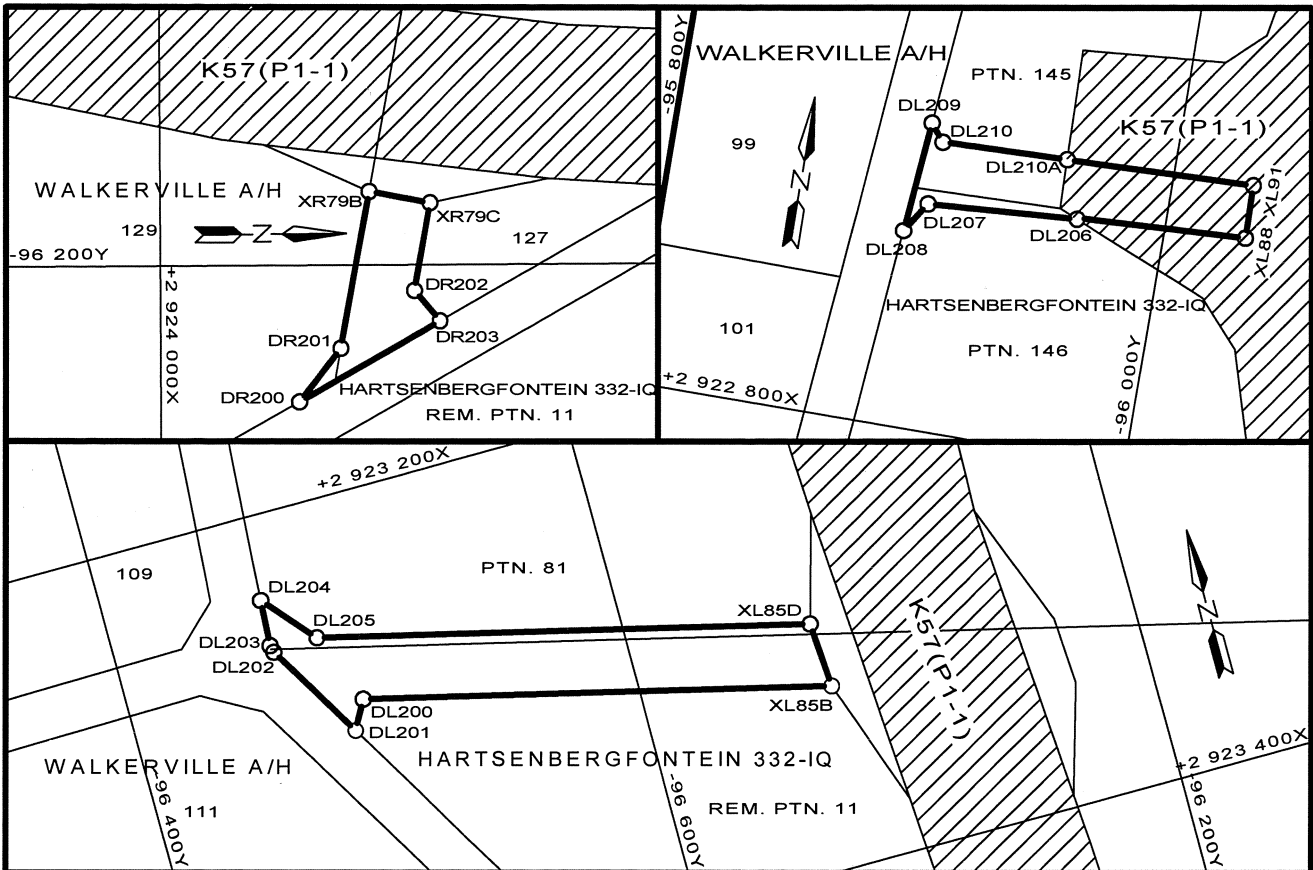 K57(P1-1)
WALKERVILLE A/H
XR79B
XR79C
129
127
N
-96 200Y
DR202
+2 924 000X
DR201
DR203
HARTSENBERGFONTEIN 332-IQ
DR200
REM. PTN. 11
-95 800Y
WALKERVILLE A/H
PTN. 145
DL209
K57(P1-1)
DL210
99
DL210A
N
XL91
DL207
DL206
DL208
XL88
HARTSENBERGFONTEIN 332-IQ
101
PTN. 146
-96 000Y
+2 922 800X
+2 923 200X
PTN. 81
109
DL204
XL85D
K57(P1-1)
N
DL205
DL203
DL202
DL200
XL85B
DL201
HARTSENBERGFONTEIN 332-IQ
WALKERVILLE A/H
+2 923 400X
-96 400Y
111
-96 600Y
REM. PTN. 11
-96 200Y